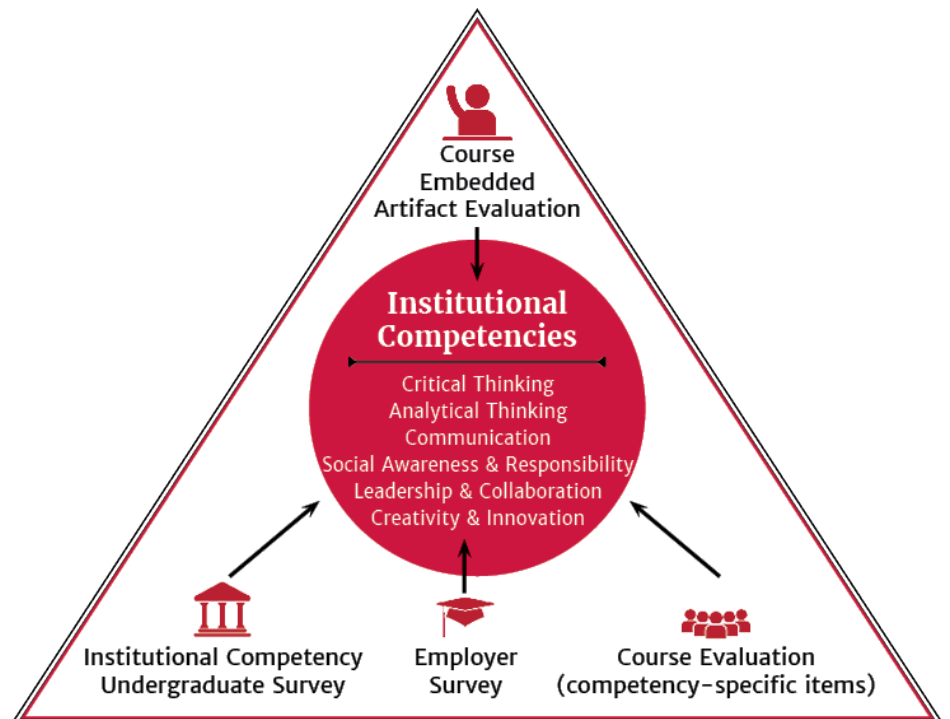 Course
Embedded
Artifact Evaluation
Institutional
Competencies
Critical Thinking
Analytical Thinking
Communication
Social Awareness & Responsibility
Leadership & Collaboration
Creativity & Innovation
Institutional Competency
Undergraduate Survey
Employer
Survey
Course Evaluation
(competency-specific items)